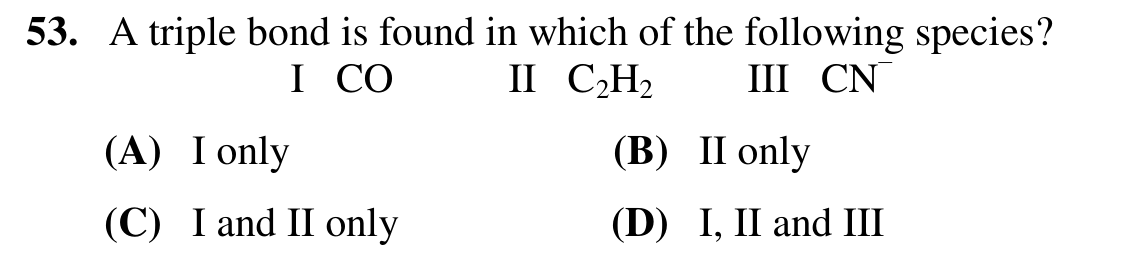 53. A triple bond is found in which of the following species?
I CO II C₂H₂ III CN⁻
(A) I only (B) II only
(C) I and II only (D) I, II and III